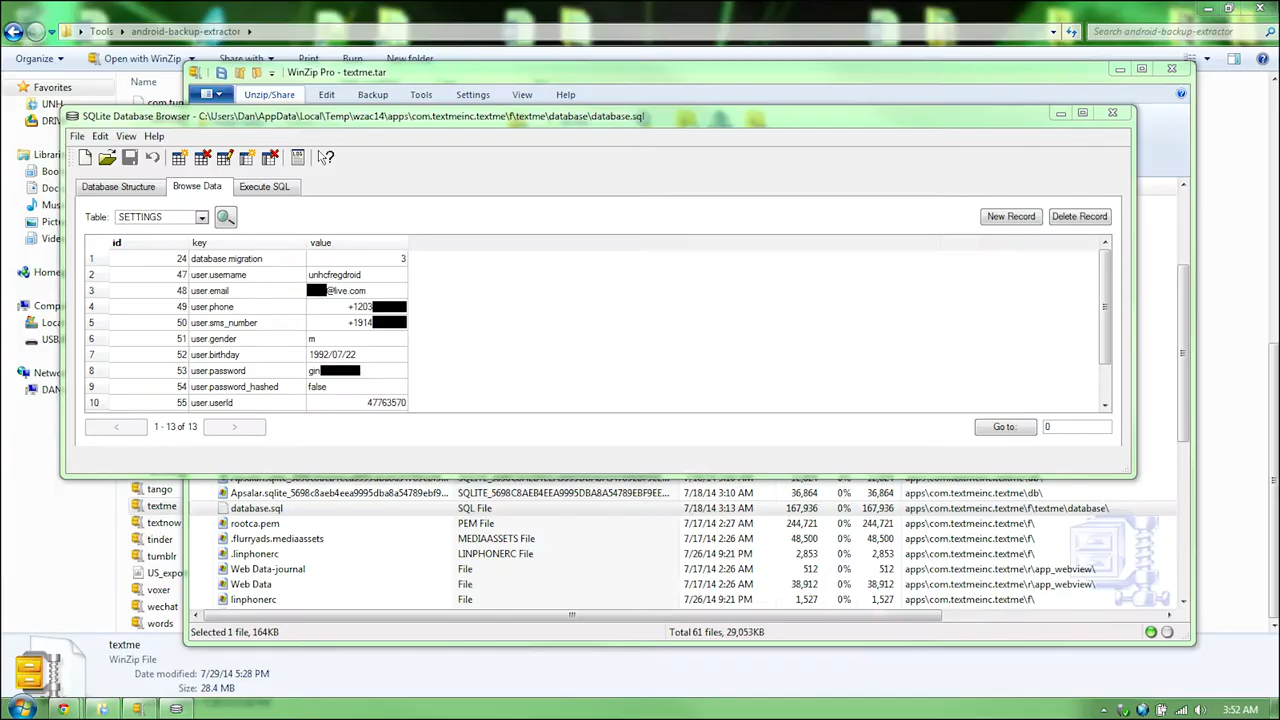 Tools
android-backup-extractor
Search android-backup-extractor
Organize
Open with WinZip
Share with
Print
Burn
New folder
WinZip Pro - textme.tar
Favorites
Name
UNH
Unzip/Share
Edit
Backup
Tools
Settings
View
Help
SQLite Database Browser - C:\Users\Dan\AppData\Local\Temp\wzac14\apps\com.textmeinc.textme\f\textme\database\database.sql
File Edit View Help
Database Structure
Browse Data
Execute SQL
Table: SETTINGS
New Record
Delete Record
id key value
1 24 database.migration 3
2 47 user.username unhcfregdroid
3 48 user.email @live.com
4 49 user.phone +1203
5 50 user.sms_number +1914
6 51 user.gender m
7 52 user.birthday 1992/07/22
8 53 user.password gin
9 54 user.password_hashed false
10 55 user.userId 47763570
< 1 - 13 of 13 >
Go to: 0
tango
textme
textnow
tinder
tumblr
US_expo
voxer
wechat
words
Apsalar.sqlite_5698c8aeb4eea9995dba8a54789ebf9... SQLITE_5698C8AEB4EEA9995DBA8A54789EBF9EE... 7/18/14 3:10 AM 36,864 0% 36,864 apps\com.textmeinc.textme\db\
database.sql SQL File 7/18/14 3:13 AM 167,936 0% 167,936 apps\com.textmeinc.textme\f\textme\database\
rootca.pem PEM File 7/17/14 2:27 AM 244,721 0% 244,721 apps\com.textmeinc.textme\f\
.flurryads.mediaassets MEDIAASSETS File 7/17/14 2:26 AM 48,500 0% 48,500 apps\com.textmeinc.textme\f\
.linphonerc LINPHONERC File 7/26/14 9:21 PM 2,853 0% 2,853 apps\com.textmeinc.textme\f\
Web Data-journal File 7/17/14 2:26 AM 512 0% 512 apps\com.textmeinc.textme\r\app_webview\
Web Data File 7/17/14 2:26 AM 38,912 0% 38,912 apps\com.textmeinc.textme\r\app_webview\
linphonerc File 7/26/14 9:21 PM 1,527 0% 1,527 apps\com.textmeinc.textme\f\
Selected 1 file, 164KB
Total 61 files, 29,053KB
textme
WinZip File
Date modified: 7/29/14 5:28 PM
Size: 28.4 MB
3:52 AM